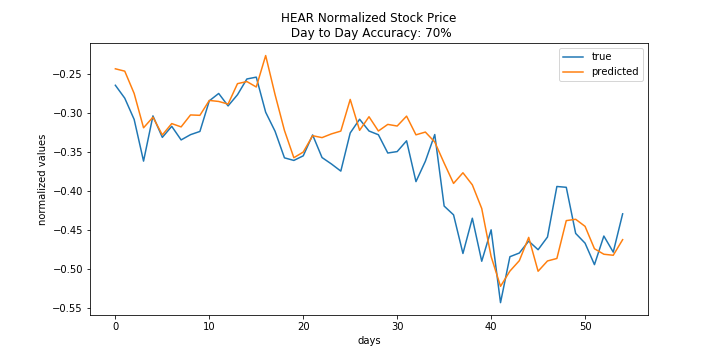 HEAR Normalized Stock Price
Day to Day Accuracy: 70%
true
predicted
−0.25
−0.30
−0.35
−0.40
−0.45
−0.50
−0.55
normalized values
0 10 20 30 40 50
days